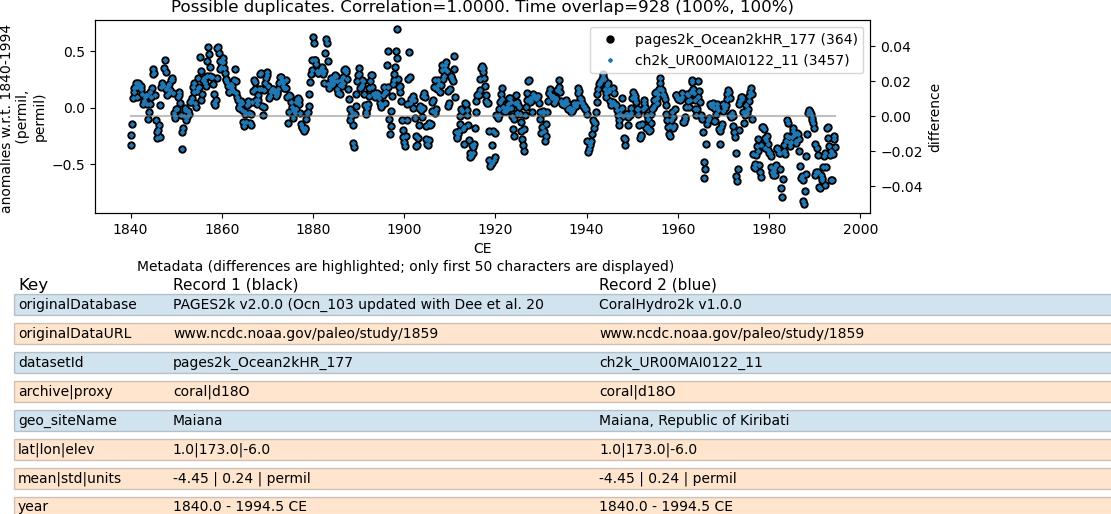 Possible duplicates. Correlation=1.0000. Time overlap=928 (100%, 100%)
anomalies w.r.t. 1840-1994
(permil,
permil)
0.5
0.0
−0.5
pages2k_Ocean2kHR_177 (364)
ch2k_UR00MAI0122_11 (3457)
0.04
0.02
0.00
−0.02
−0.04
difference
1840 1860 1880 1900 1920 1940 1960 1980 2000
CE
Metadata (differences are highlighted; only first 50 characters are displayed)
Key Record 1 (black) Record 2 (blue)
originalDatabase PAGES2k v2.0.0 (Ocn_103 updated with Dee et al. 20 CoralHydro2k v1.0.0
originalDataURL www.ncdc.noaa.gov/paleo/study/1859 www.ncdc.noaa.gov/paleo/study/1859
datasetId pages2k_Ocean2kHR_177 ch2k_UR00MAI0122_11
archive|proxy coral|d18O coral|d18O
geo_siteName Maiana Maiana, Republic of Kiribati
lat|lon|elev 1.0|173.0|-6.0 1.0|173.0|-6.0
mean|std|units -4.45 | 0.24 | permil -4.45 | 0.24 | permil
year 1840.0 - 1994.5 CE 1840.0 - 1994.5 CE